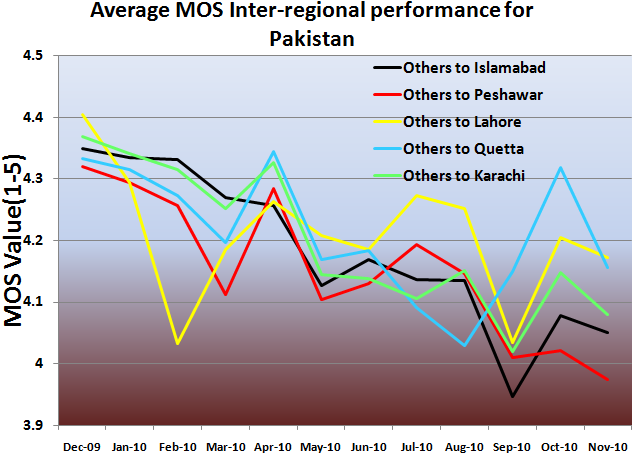 Average MOS Inter-regional performance for
Pakistan
MOS Value(1-5)
4.5
4.4
4.3
4.2
4.1
4
3.9
Others to Islamabad
Others to Peshawar
Others to Lahore
Others to Quetta
Others to Karachi
Dec-09 Jan-10 Feb-10 Mar-10 Apr-10 May-10 Jun-10 Jul-10 Aug-10 Sep-10 Oct-10 Nov-10